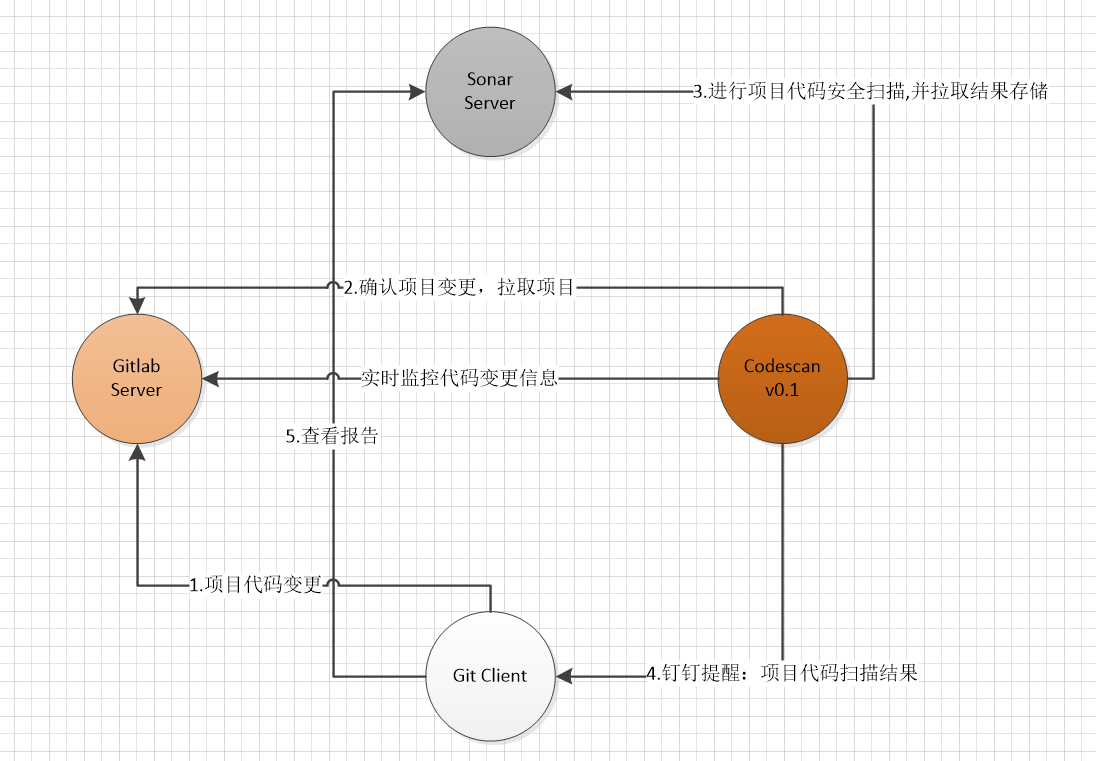 Sonar
Server
3.进行项目代码安全扫描,并拉取结果存储
2.确认项目变更，拉取项目
Gitlab
Server
实时监控代码变更信息
Codescan
v0.1
5.查看报告
1.项目代码变更
Git Client
4.钉钉提醒：项目代码扫描结果